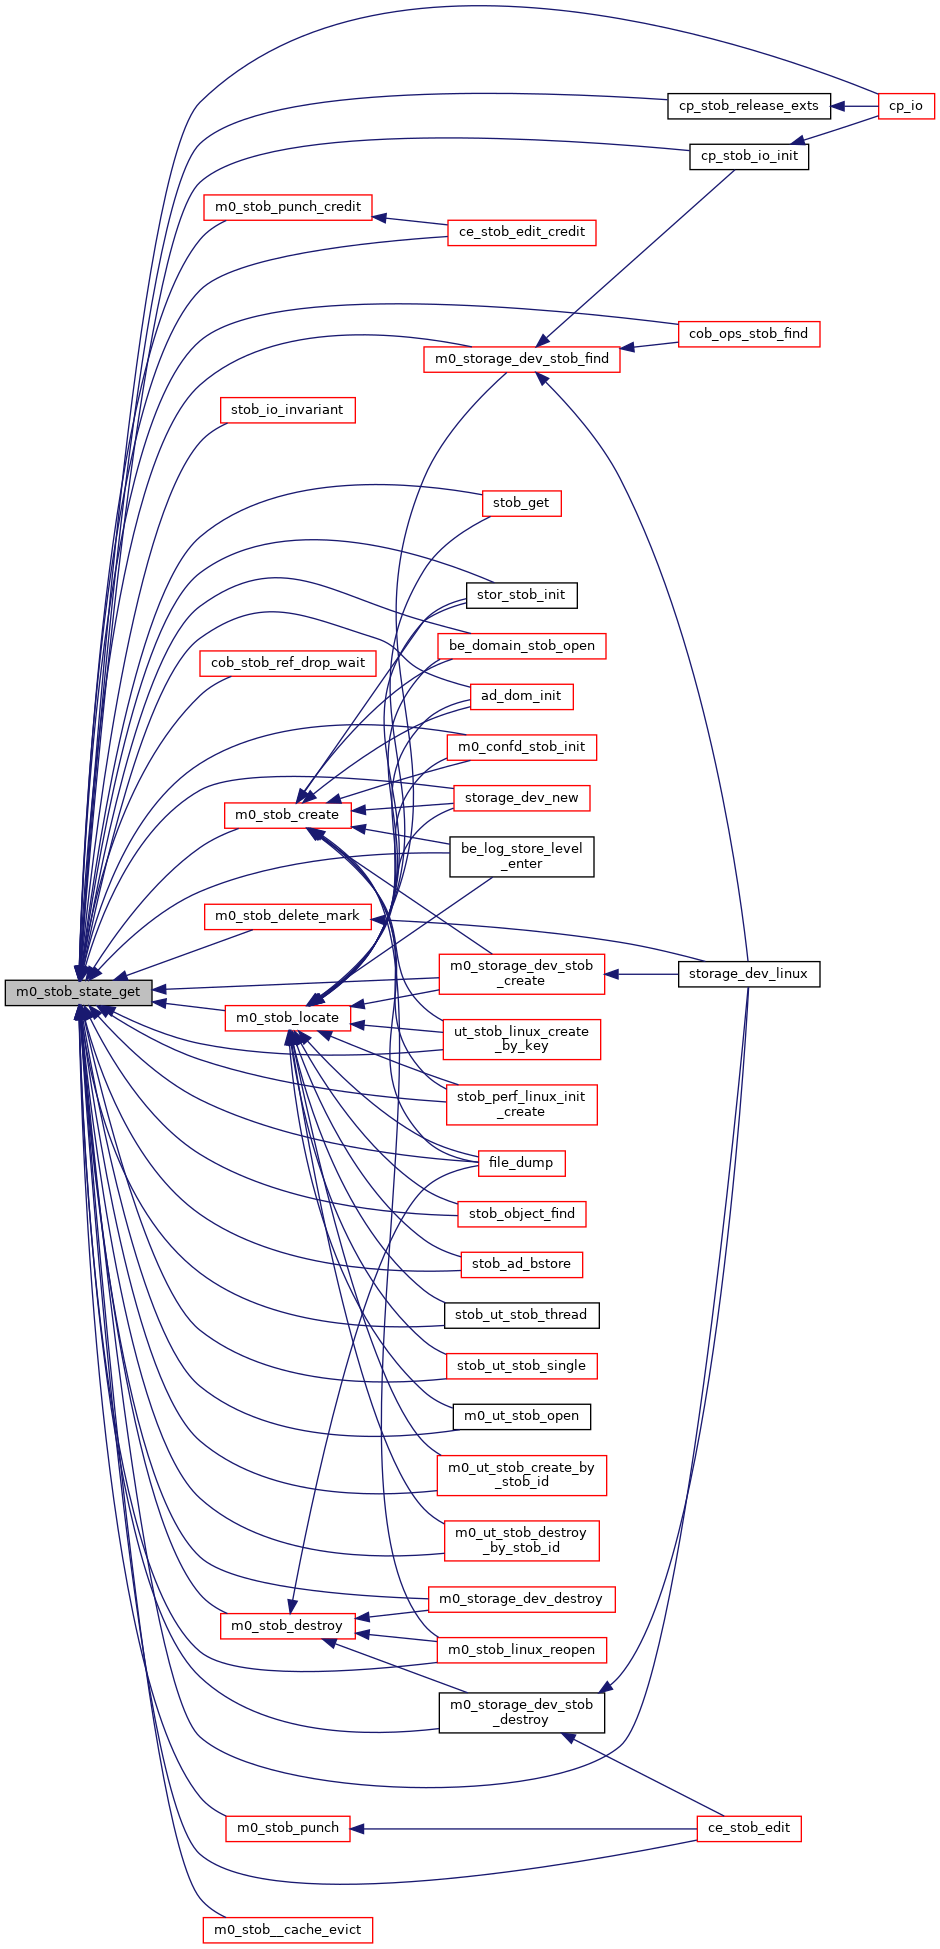 cp_stob_release_exts
cp_io
cp_stob_io_init
m0_stob_punch_credit
ce_stob_edit_credit
cob_ops_stob_find
m0_storage_dev_stob_find
stob_io_invariant
stob_get
stor_stob_init
be_domain_stob_open
cob_stob_ref_drop_wait
ad_dom_init
m0_confd_stob_init
storage_dev_new
m0_stob_create
be_log_store_level
_enter
m0_stob_delete_mark
m0_storage_dev_stob
_create
storage_dev_linux
m0_stob_state_get
m0_stob_locate
ut_stob_linux_create
_by_key
stob_perf_linux_init
_create
file_dump
stob_object_find
stob_ad_bstore
stob_ut_stob_thread
stob_ut_stob_single
m0_ut_stob_open
m0_ut_stob_create_by
_stob_id
m0_ut_stob_destroy
_by_stob_id
m0_storage_dev_destroy
m0_stob_destroy
m0_stob_linux_reopen
m0_storage_dev_stob
_destroy
m0_stob_punch
ce_stob_edit
m0_stob__cache_evict